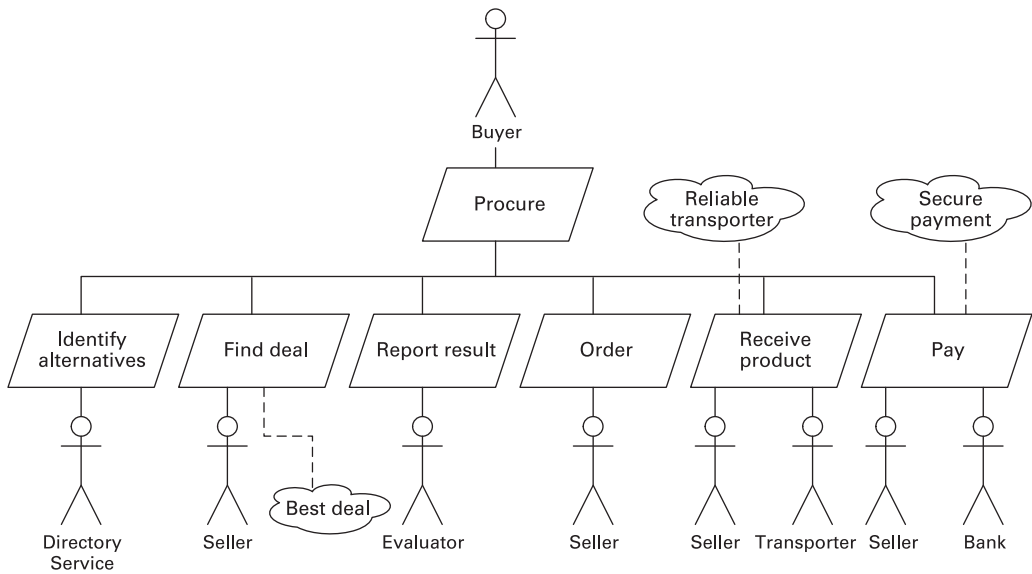 Buyer
Procure
Reliable
transporter
Secure
payment
Identify
alternatives
Find deal
Report result
Order
Receive
product
Pay
Best deal
Directory
Service
Seller
Evaluator
Seller
Seller
Transporter
Seller
Bank